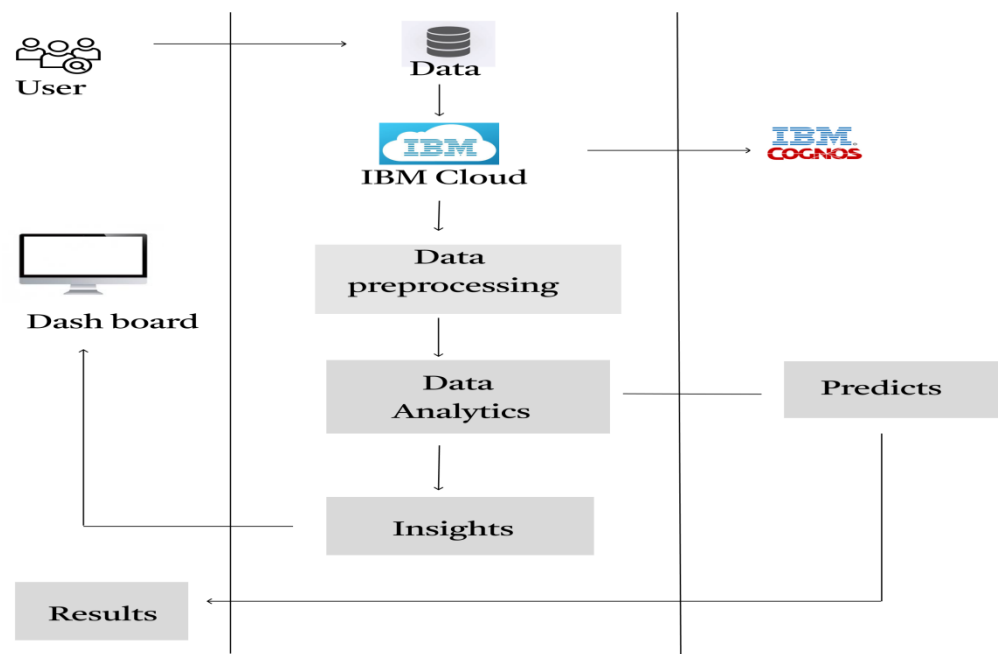 User
Data
IBM
IBM Cloud
IBM
COGNOS
Data
preprocessing
Dash board
Data
Analytics
Predicts
Insights
Results